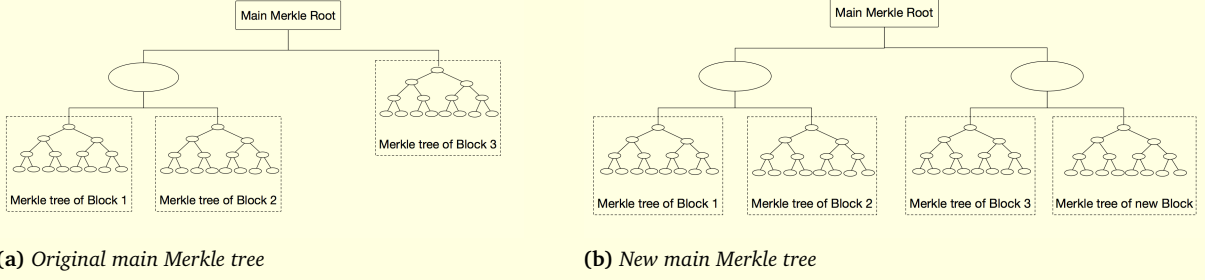 Main Merkle Root
Merkle tree of Block 3
Merkle tree of Block 1
Merkle tree of Block 2
(a) Original main Merkle tree
Main Merkle Root
Merkle tree of Block 1
Merkle tree of Block 2
Merkle tree of Block 3
Merkle tree of new Block
(b) New main Merkle tree